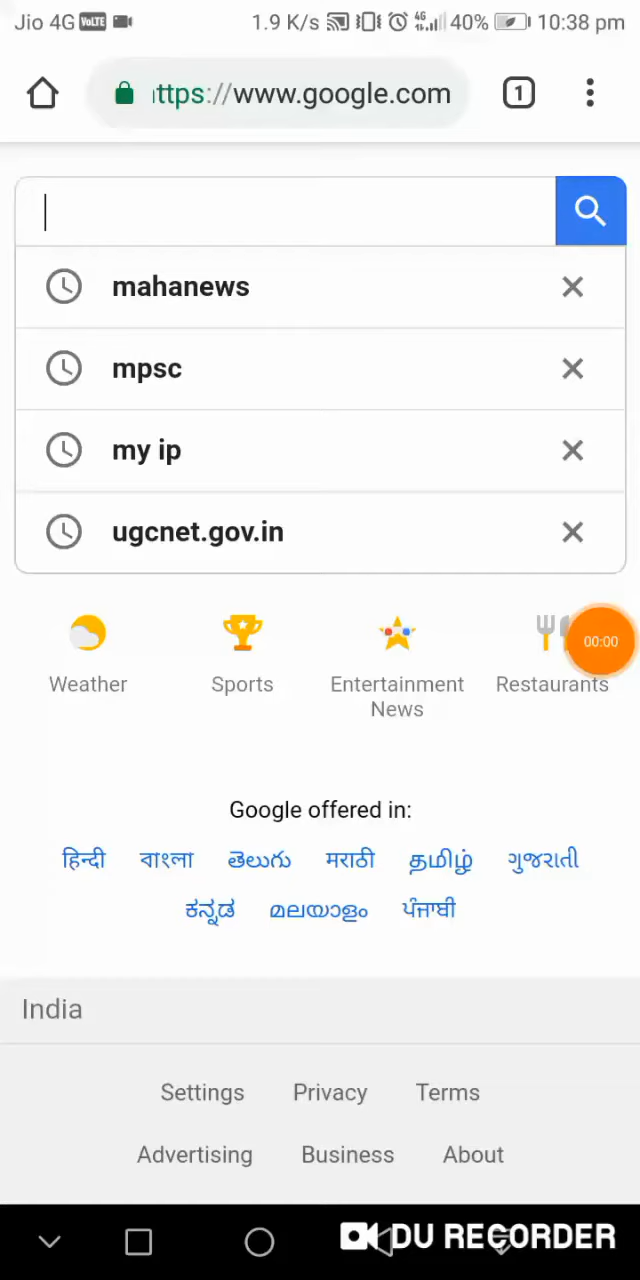 Jio 4G VoLTE 1.9 K/s 4G 40% 10:38 pm
ttps://www.google.com 1
mahanews
mpsc
my ip
ugcnet.gov.in
00:00
Weather Sports Entertainment News Restaurants
Google offered in:
हिन्दी বাংলা తెలుగు मराठी தமிழ் ગુજરાતી
ಕನ್ನಡ മലയാളം ਪੰਜਾਬੀ
India
Settings Privacy Terms
Advertising Business About
DU RECORDER